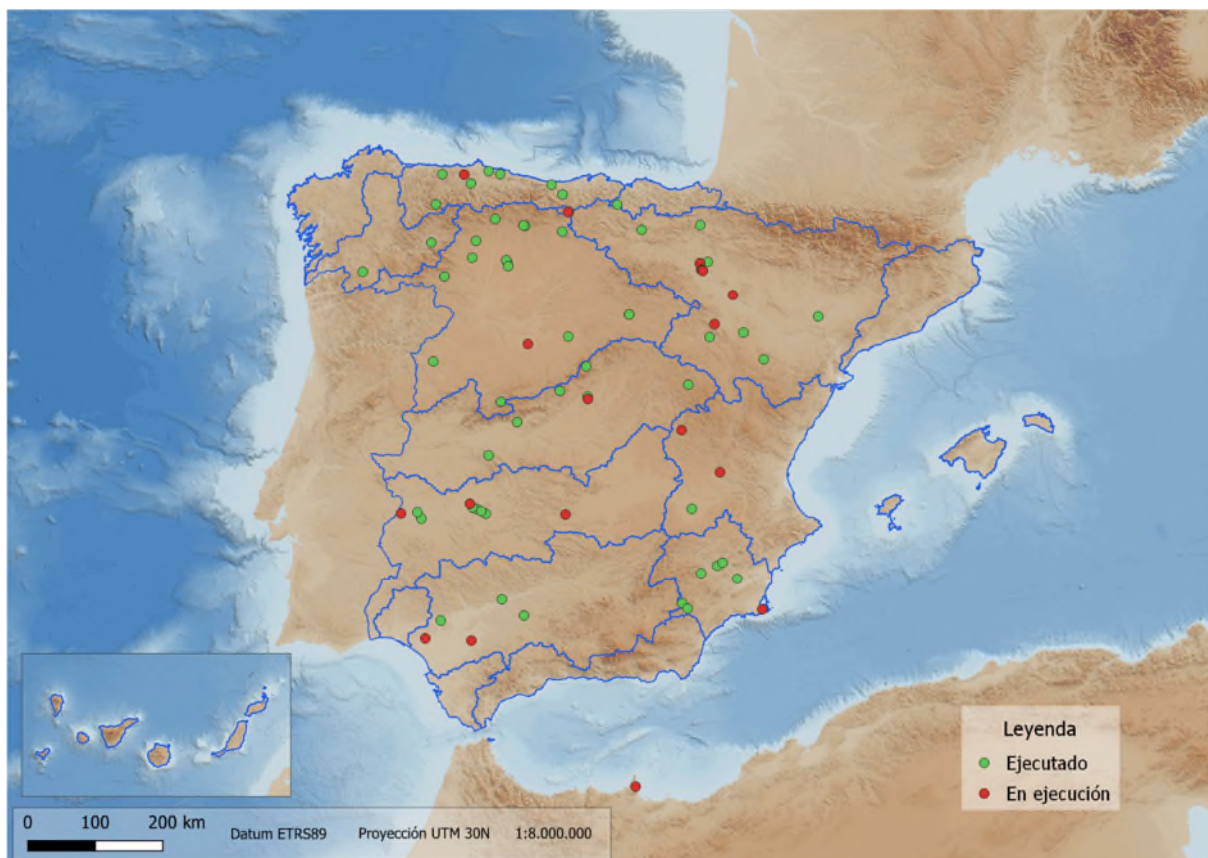 Leyenda
Ejecutado
En ejecución
0 100 200 km
Datum ETRS89 Proyección UTM 30N 1:8.000.000